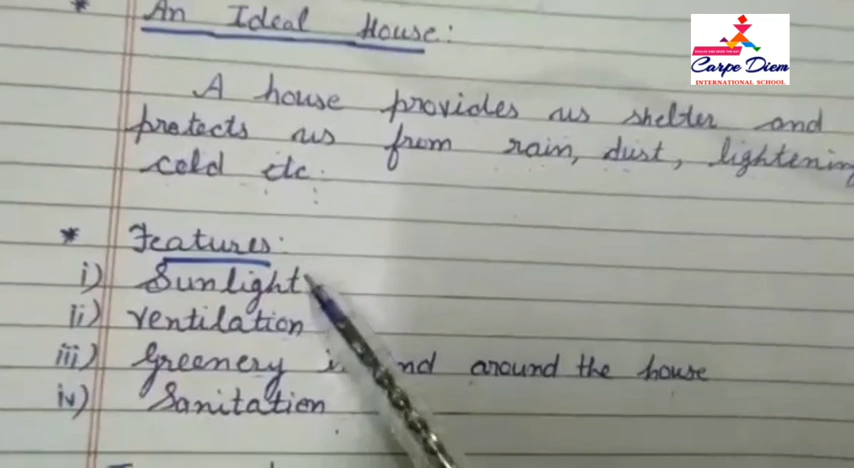 * An Ideal House:
A house provides us shelter and
protects us from rain, dust, lightening
cold etc.
* Features:
i) Sunlight
ii) Ventilation
iii) Greenery around the house
iv) Sanitation
Carpe Diem
INTERNATIONAL SCHOOL